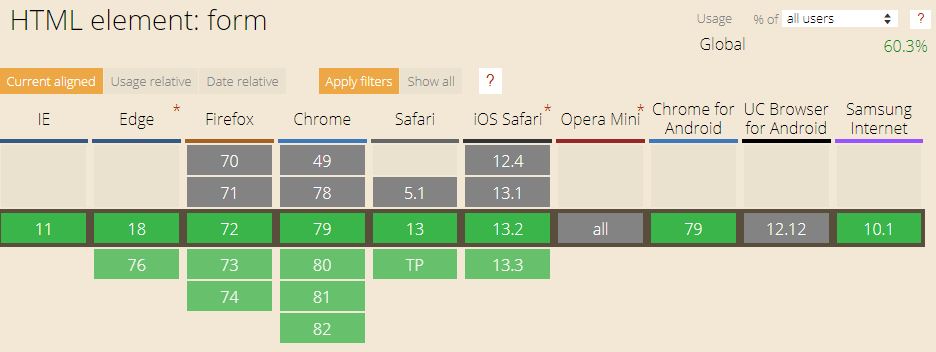 HTML element: form
Usage % of all users ?
Global 60.3%
Current aligned Usage relative Date relative Apply filters Show all ?
IE Edge * Firefox Chrome Safari iOS Safari * Opera Mini * Chrome for Android UC Browser for Android Samsung Internet
70 49 12.4
71 78 5.1 13.1
11 18 72 79 13 13.2 all 79 12.12 10.1
76 73 80 TP 13.3
74 81
82